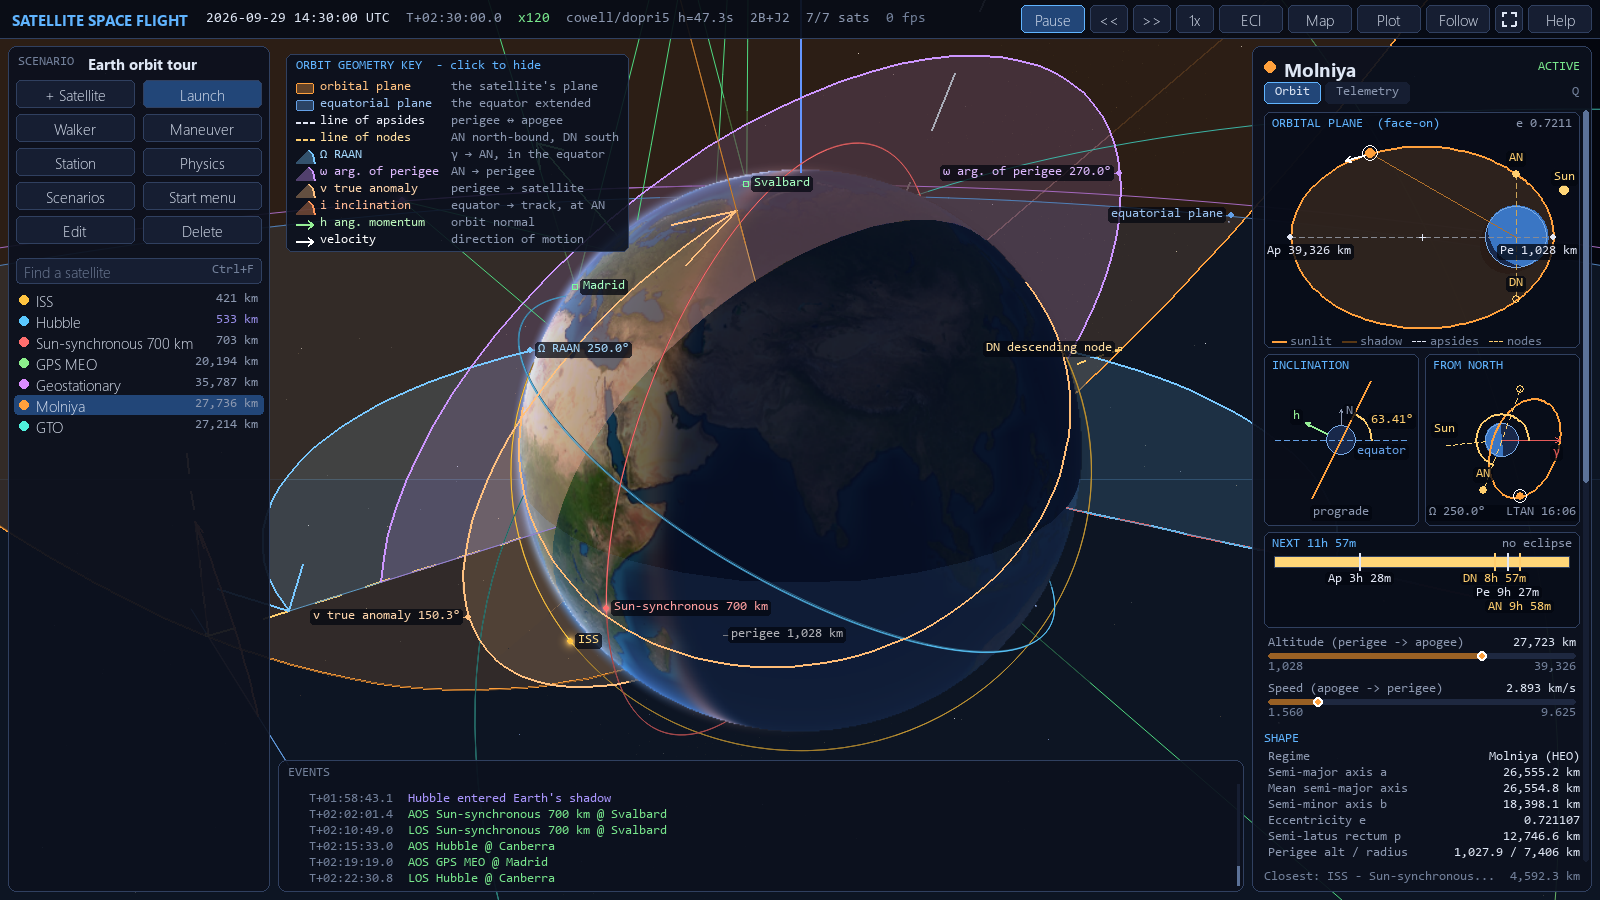 SATELLITE SPACE FLIGHT 2026-09-29 14:30:00 UTC T+02:30:00.0 x120 cowell/dopri5 h=47.3s 2B+J2 7/7 sats 0 fps Pause << >> 1x ECI Map Plot Follow Help
SCENARIO Earth orbit tour
+ Satellite Launch
Walker Maneuver
Station Physics
Scenarios Start menu
Edit Delete
Find a satellite Ctrl+F
ISS 421 km
Hubble 533 km
Sun-synchronous 700 km 703 km
GPS MEO 20,194 km
Geostationary 35,787 km
Molniya 27,736 km
GTO 27,214 km
ORBIT GEOMETRY KEY - click to hide
orbital plane the satellite's plane
equatorial plane the equator extended
line of apsides perigee ↔ apogee
line of nodes AN north-bound, DN south
Ω RAAN γ → AN, in the equator
ω arg. of perigee AN → perigee
ν true anomaly perigee → satellite
i inclination equator → track, at AN
h ang. momentum orbit normal
velocity direction of motion
Svalbard
ω arg. of perigee 270.0°
equatorial plane
Madrid
Ω RAAN 250.0°
DN descending node
ν true anomaly 150.3°
Sun-synchronous 700 km
ISS
perigee 1,028 km
EVENTS
T+01:58:43.1 Hubble entered Earth's shadow
T+02:02:01.4 AOS Sun-synchronous 700 km @ Svalbard
T+02:10:49.0 LOS Sun-synchronous 700 km @ Svalbard
T+02:15:33.0 AOS Hubble @ Canberra
T+02:19:19.0 AOS GPS MEO @ Madrid
T+02:22:30.8 LOS Hubble @ Canberra
Molniya ACTIVE
Orbit Telemetry Q
ORBITAL PLANE (face-on) e 0.7211
AN
Sun
Ap 39,326 km Pe 1,028 km
DN
sunlit shadow apsides nodes
INCLINATION
N
h
63.41°
equator
prograde
FROM NORTH
Sun
γ
AN
Ω 250.0° LTAN 16:06
NEXT 11h 57m no eclipse
Ap 3h 28m DN 8h 57m
Pe 9h 27m
AN 9h 58m
Altitude (perigee -> apogee) 27,723 km
1,028 39,326
Speed (apogee -> perigee) 2.893 km/s
1.560 9.625
SHAPE
Regime Molniya (HEO)
Semi-major axis a 26,555.2 km
Mean semi-major axis 26,554.8 km
Semi-minor axis b 18,398.1 km
Eccentricity e 0.721107
Semi-latus rectum p 12,746.6 km
Perigee alt / radius 1,027.9 / 7,406 km
Closest: ISS - Sun-synchronous... 4,592.3 km